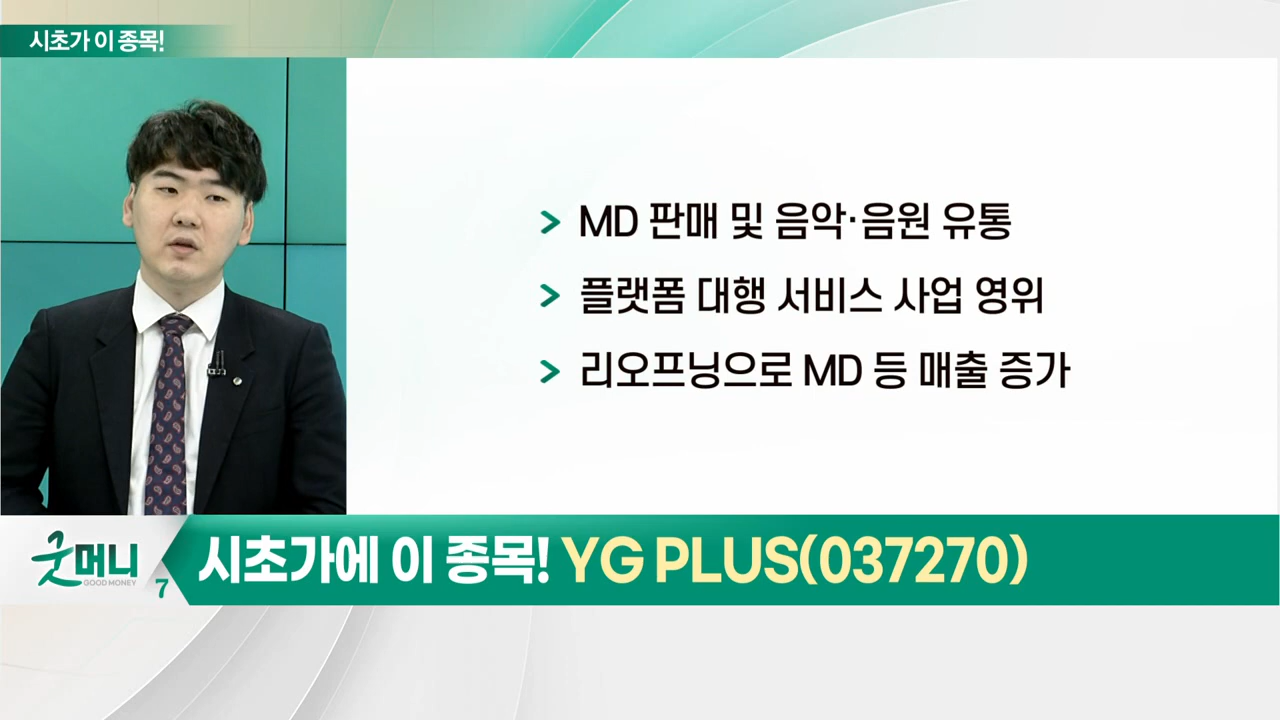 시초가 이 종목!
MD 판매 및 음악·음원 유통
플랫폼 대행 서비스 사업 영위
리오프닝으로 MD 등 매출 증가
굿머니
GOOD MONEY
7
시초가에 이 종목! YG PLUS(037270)